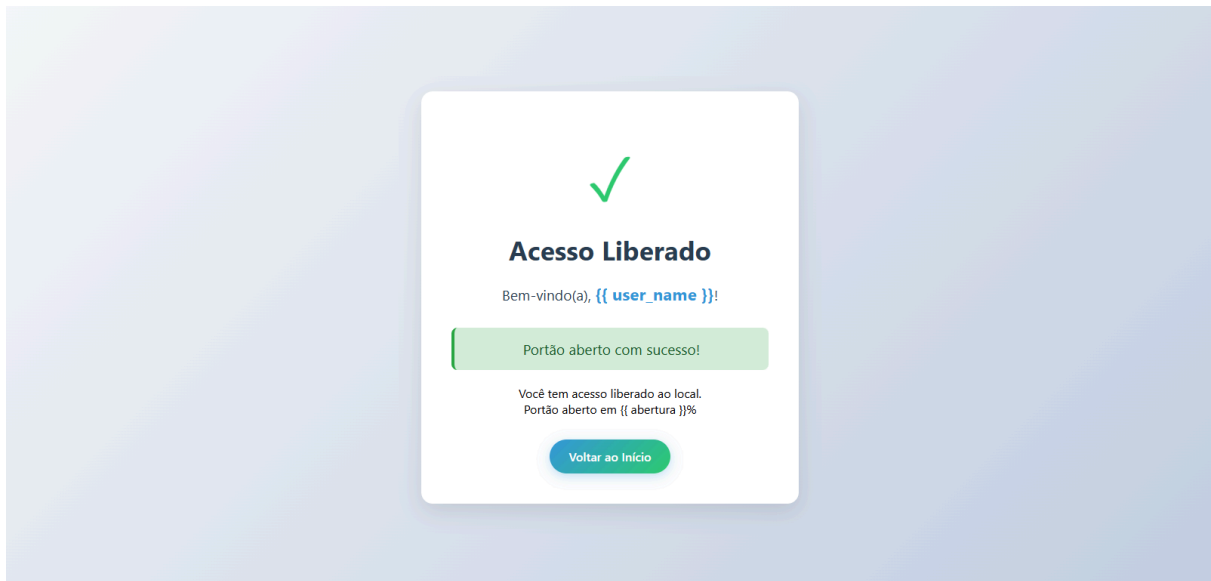 Acesso Liberado
Bem-vindo(a), {{ user_name }}!
Portão aberto com sucesso!
Você tem acesso liberado ao local.
Portão aberto em {{ abertura }}%
Voltar ao Início